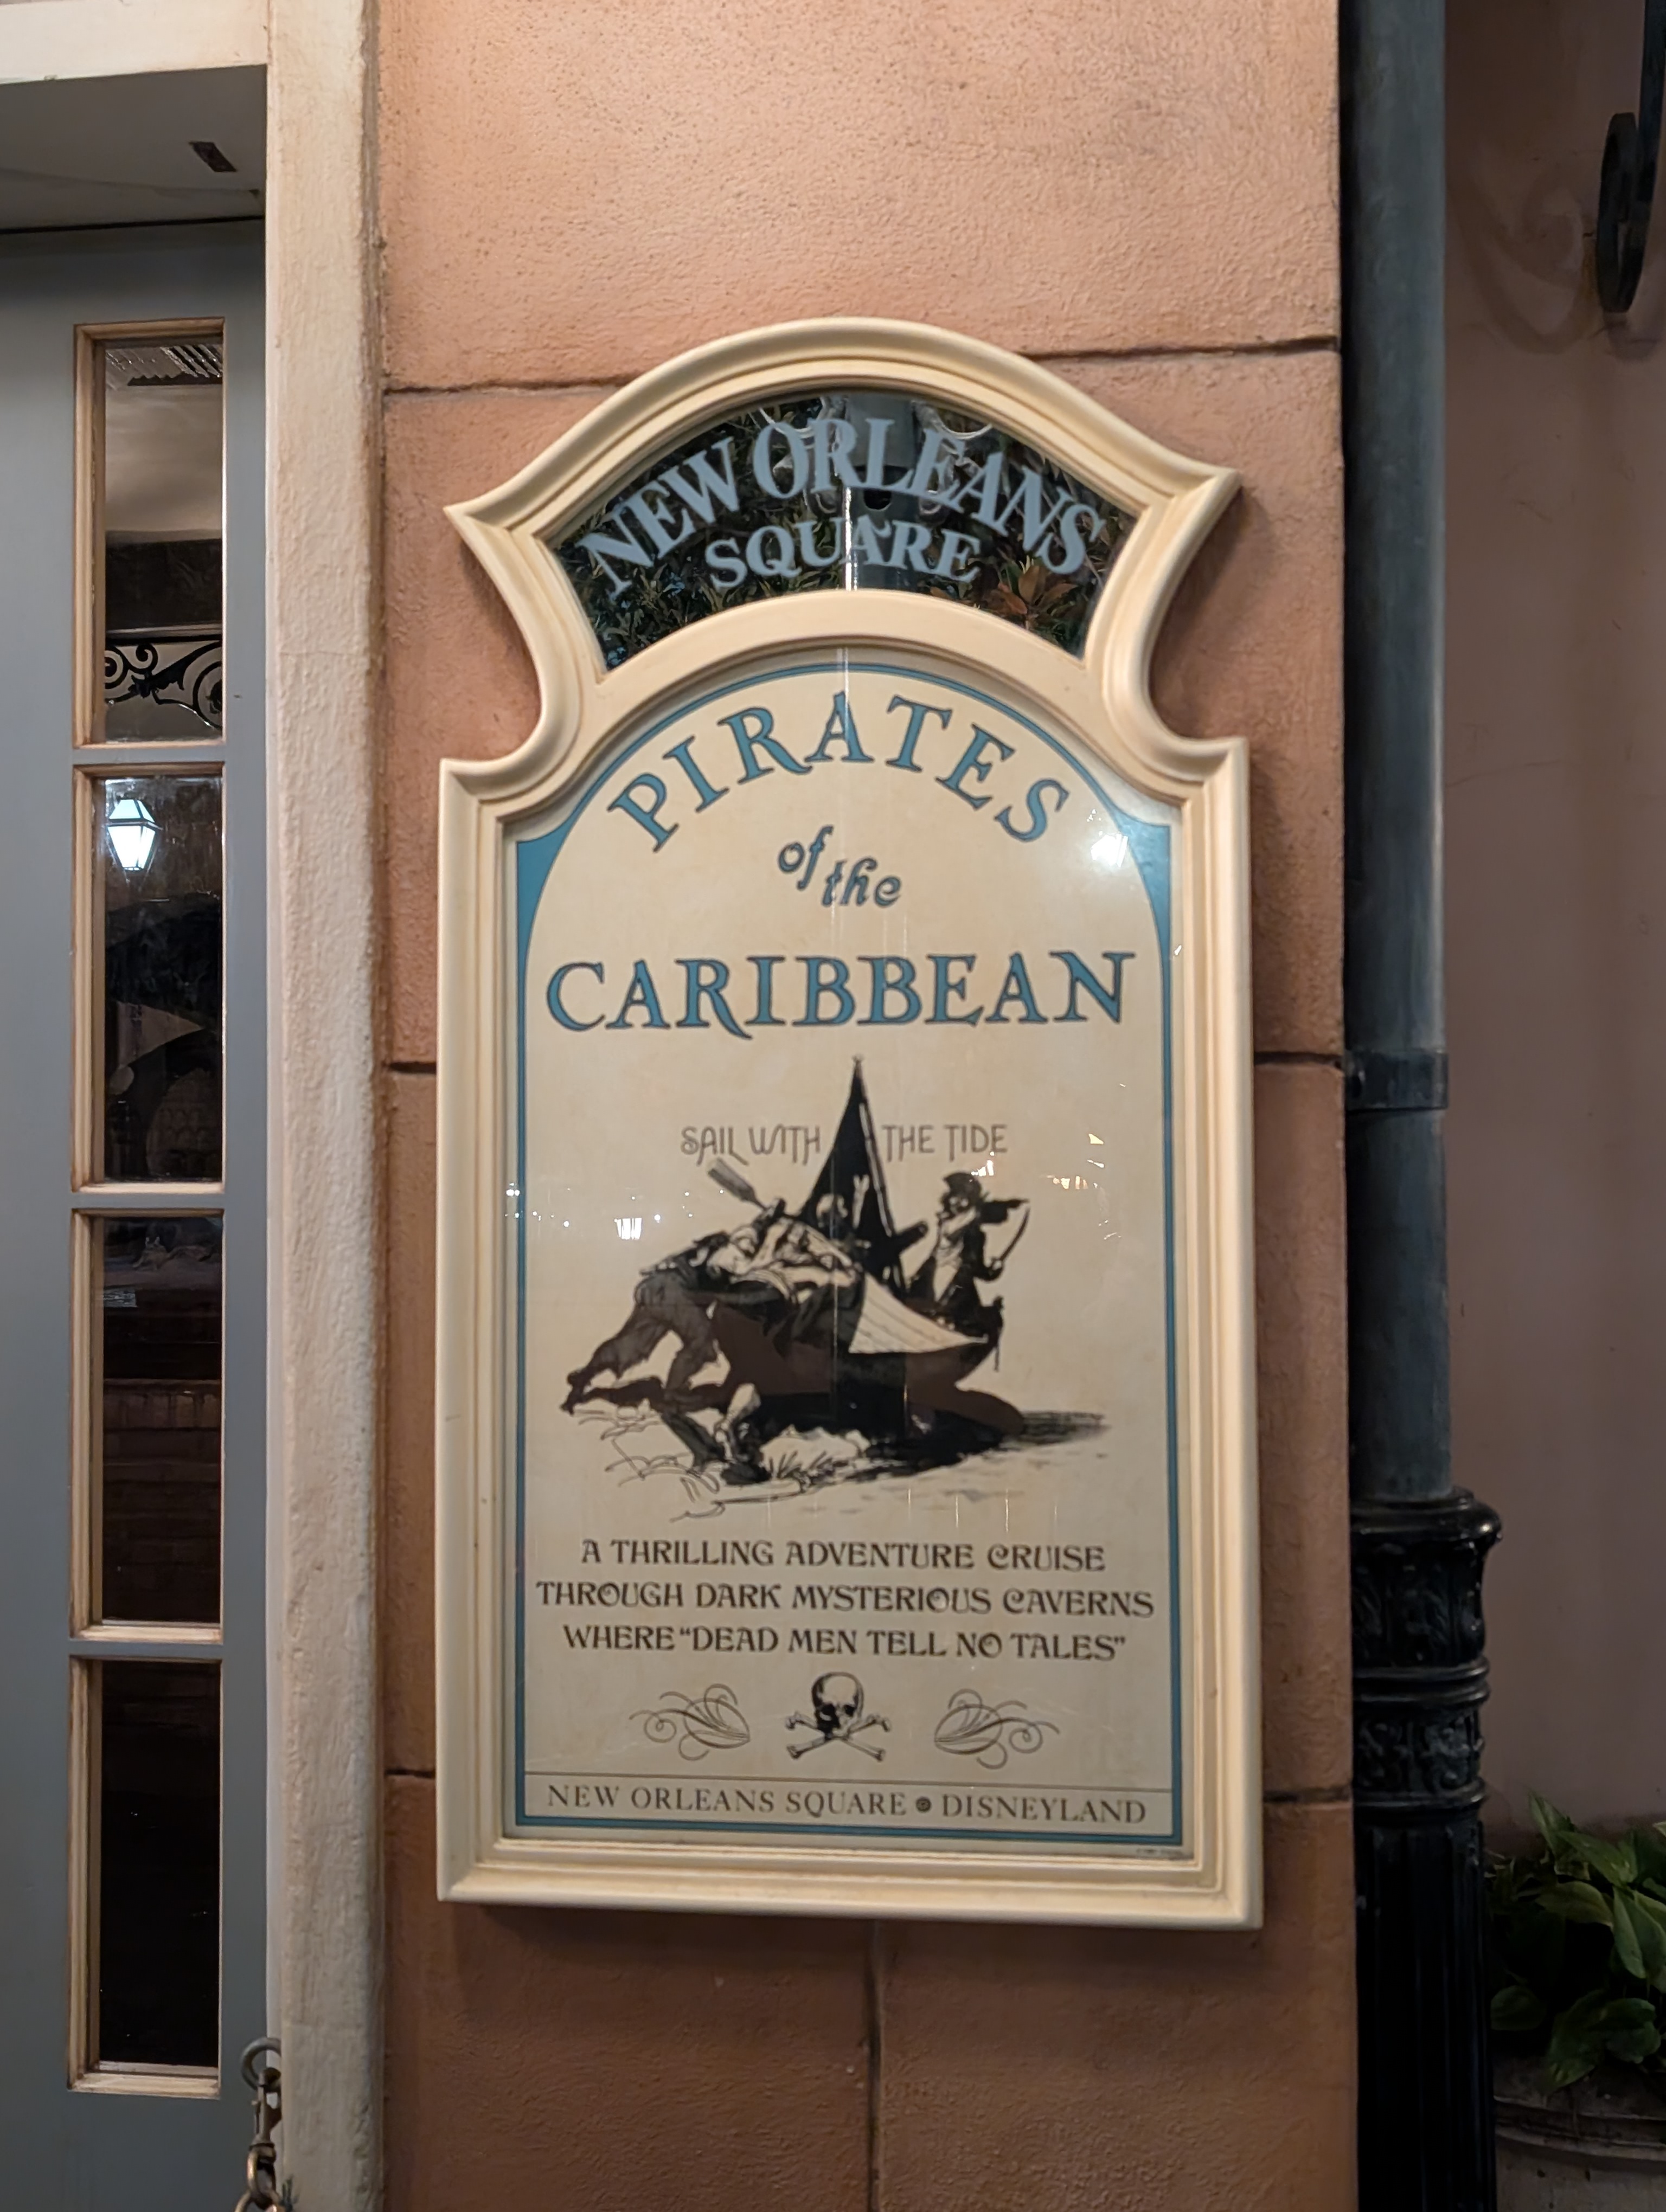 NEW ORLEANS
SQUARE
PIRATES
of the
CARIBBEAN
SAIL WITH THE TIDE
A THRILLING ADVENTURE CRUISE
THROUGH DARK MYSTERIOUS CAVERNS
WHERE "DEAD MEN TELL NO TALES"
NEW ORLEANS SQUARE • DISNEYLAND